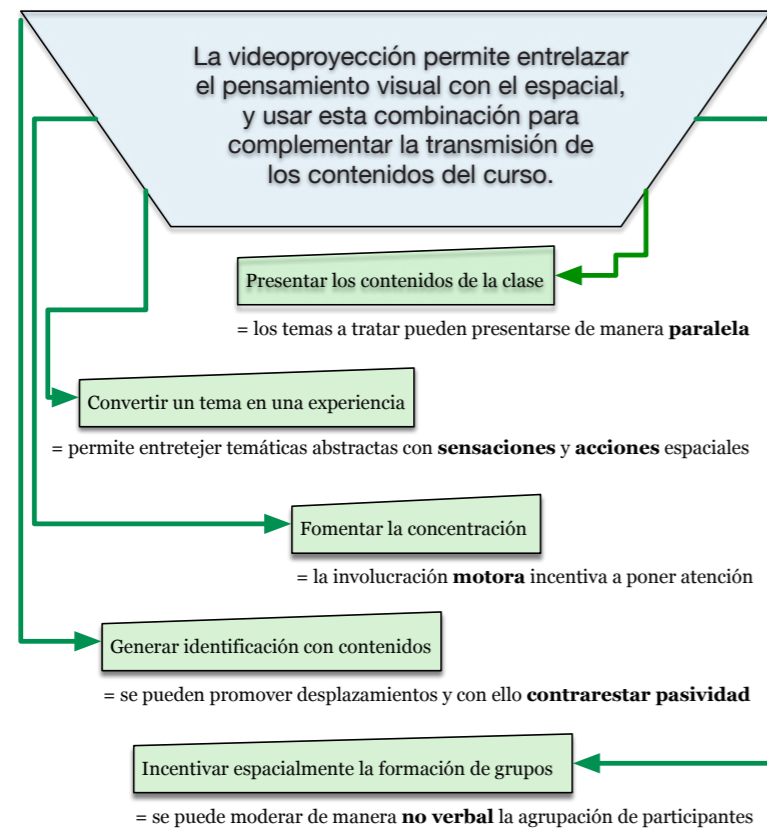 La videoproyección permite entrelazar
el pensamiento visual con el espacial,
y usar esta combinación para
complementar la transmisión de
los contenidos del curso.
Presentar los contenidos de la clase
= los temas a tratar pueden presentarse de manera paralela
Convertir un tema en una experiencia
= permite entretejer temáticas abstractas con sensaciones y acciones espaciales
Fomentar la concentración
= la involucración motora incentiva a poner atención
Generar identificación con contenidos
= se pueden promover desplazamientos y con ello contrarestar pasividad
Incentivar espacialmente la formación de grupos
= se puede moderar de manera no verbal la agrupación de participantes